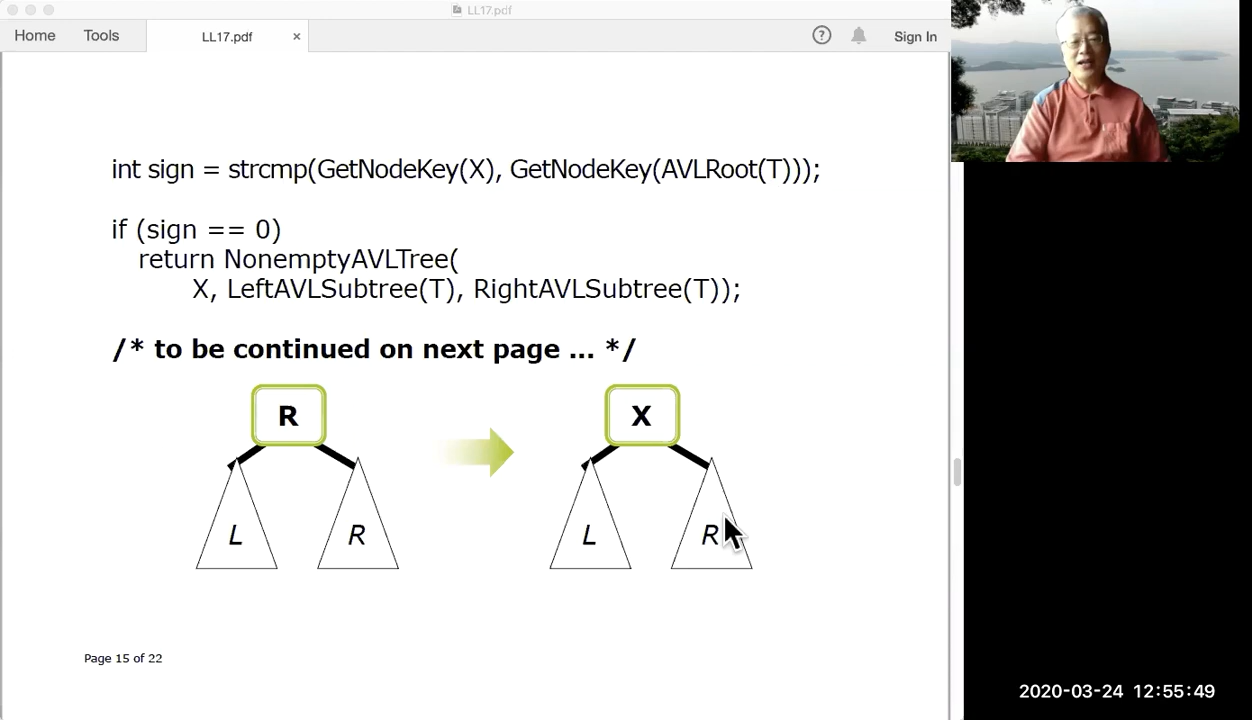 LL17.pdf
Home Tools LL17.pdf × ? Sign In
int sign = strcmp(GetNodeKey(X), GetNodeKey(AVLRoot(T)));
if (sign == 0)
return NonemptyAVLTree(
X, LeftAVLSubtree(T), RightAVLSubtree(T));
/* to be continued on next page ... */
R X
L R L R
Page 15 of 22
2020-03-24 12:55:49